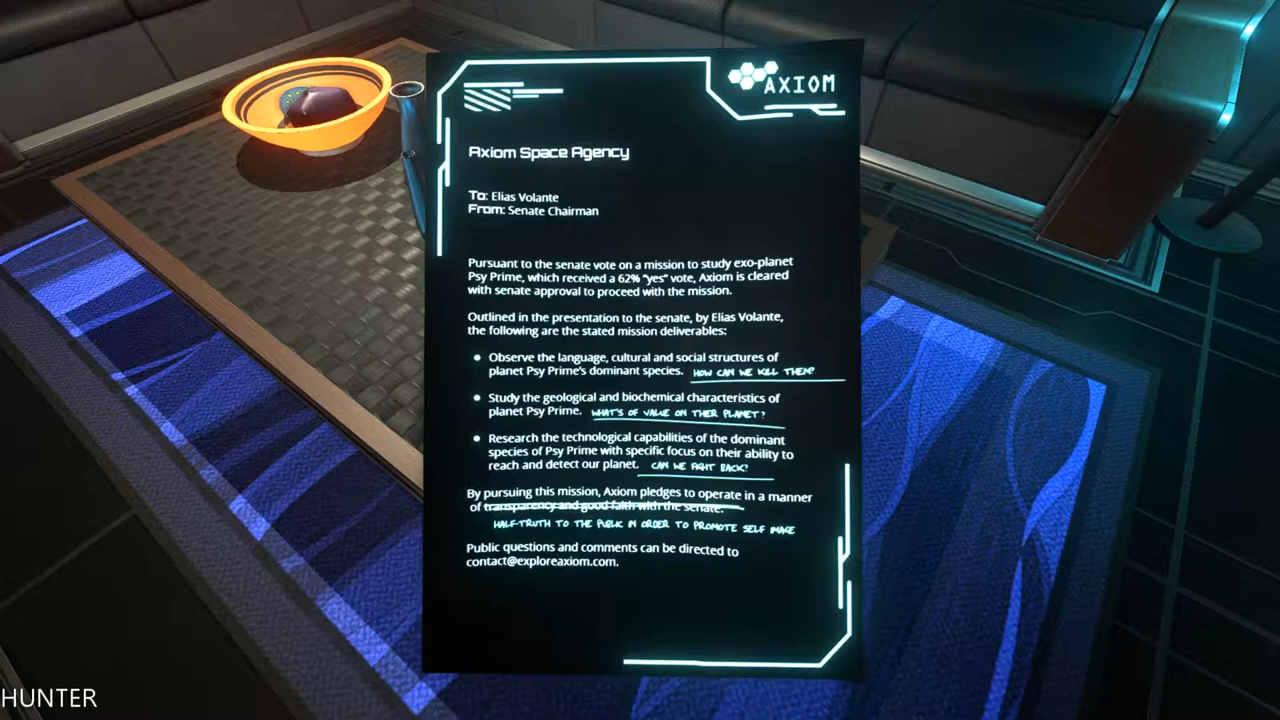 AXIOM
Axiom Space Agency
To: Elias Volante
From: Senate Chairman
Pursuant to the senate vote on a mission to study exo-planet
Psy Prime, which received a 62% "yes" vote, Axiom is cleared
with senate approval to proceed with the mission.
Outlined in the presentation to the senate, by Elias Volante,
the following are the stated mission deliverables:
• Observe the language, cultural and social structures of
planet Psy Prime's dominant species. HOW CAN WE KILL THEM?
• Study the geological and biochemical characteristics of
planet Psy Prime. WHAT'S OF VALUE ON THEIR PLANET?
• Research the technological capabilities of the dominant
species of Psy Prime with specific focus on their ability to
reach and detect our planet. CAN WE FIGHT BACK?
By pursuing this mission, Axiom pledges to operate in a manner
of transparency and good faith with the senate.
HALF-TRUTH TO THE PUBLIC IN ORDER TO PROMOTE SELF IMAGE
Public questions and comments can be directed to
contact@exploreaxiom.com.
HUNTER